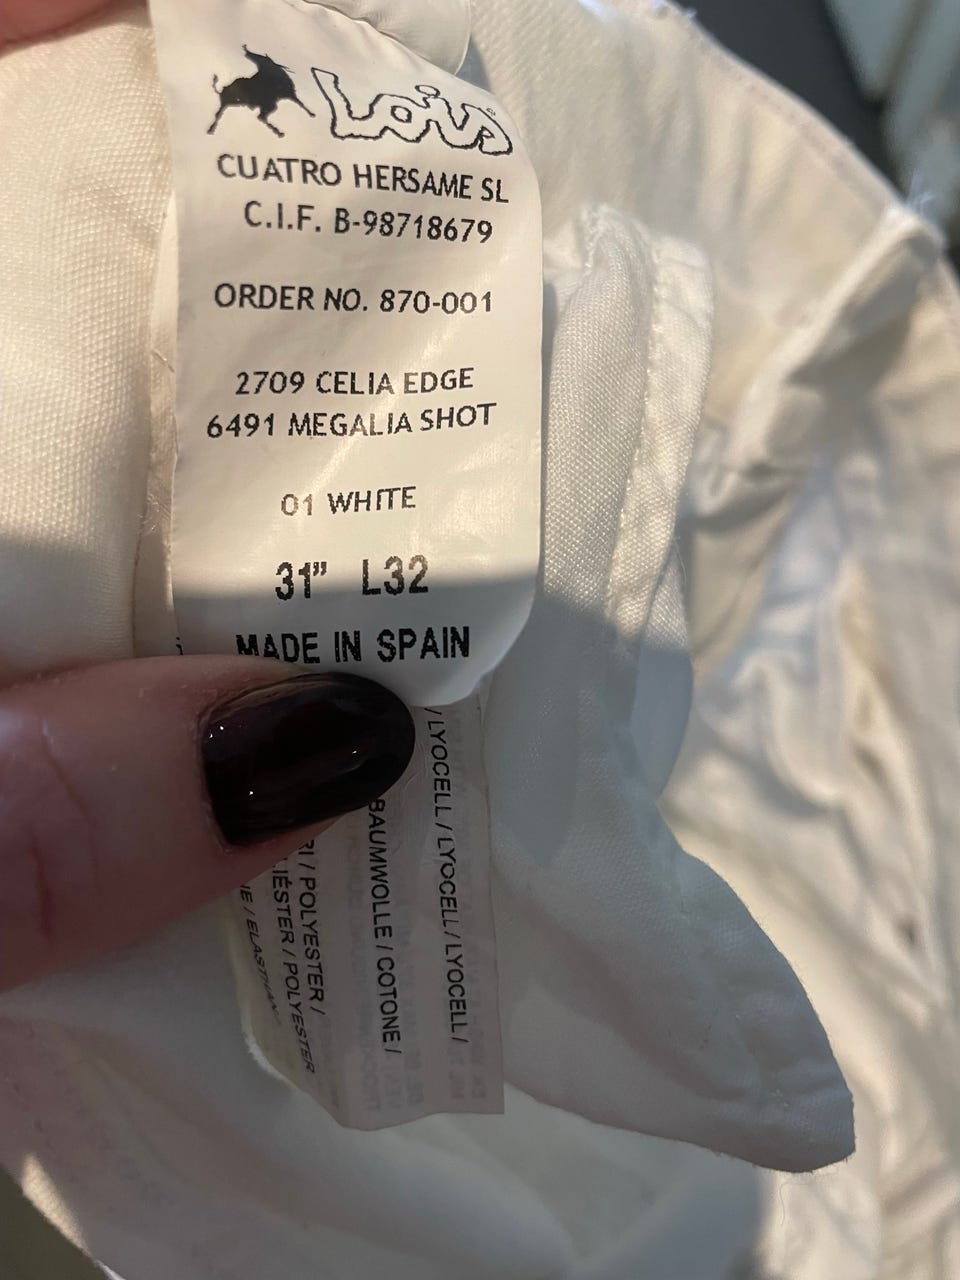 Lois
CUATRO HERSAME SL
C.I.F. B-98718679
ORDER NO. 870-001
2709 CELIA EDGE
6491 MEGALIA SHOT
01 WHITE
31” L32
MADE IN SPAIN
/ LYOCELL / LYOCELL / LYOCELL /
BAUMWOLLE / COTONE /
/ POLYESTER /
/ POLYESTER
/ ELASTHAN